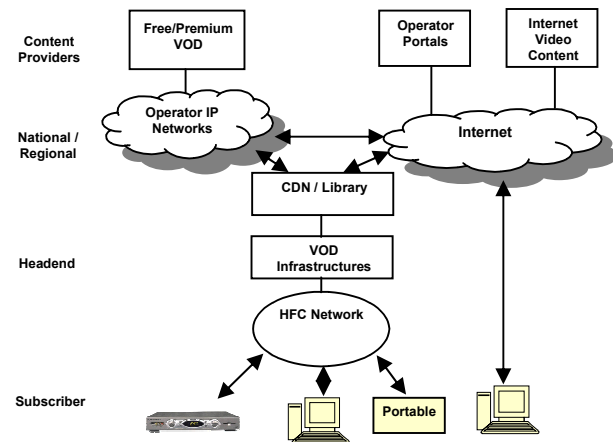 Content
Providers
Free/Premium
VOD
Operator
Portals
Internet
Video
Content
National /
Regional
Operator IP
Networks
Internet
CDN / Library
Headend
VOD
Infrastructures
HFC Network
Subscriber
Portable